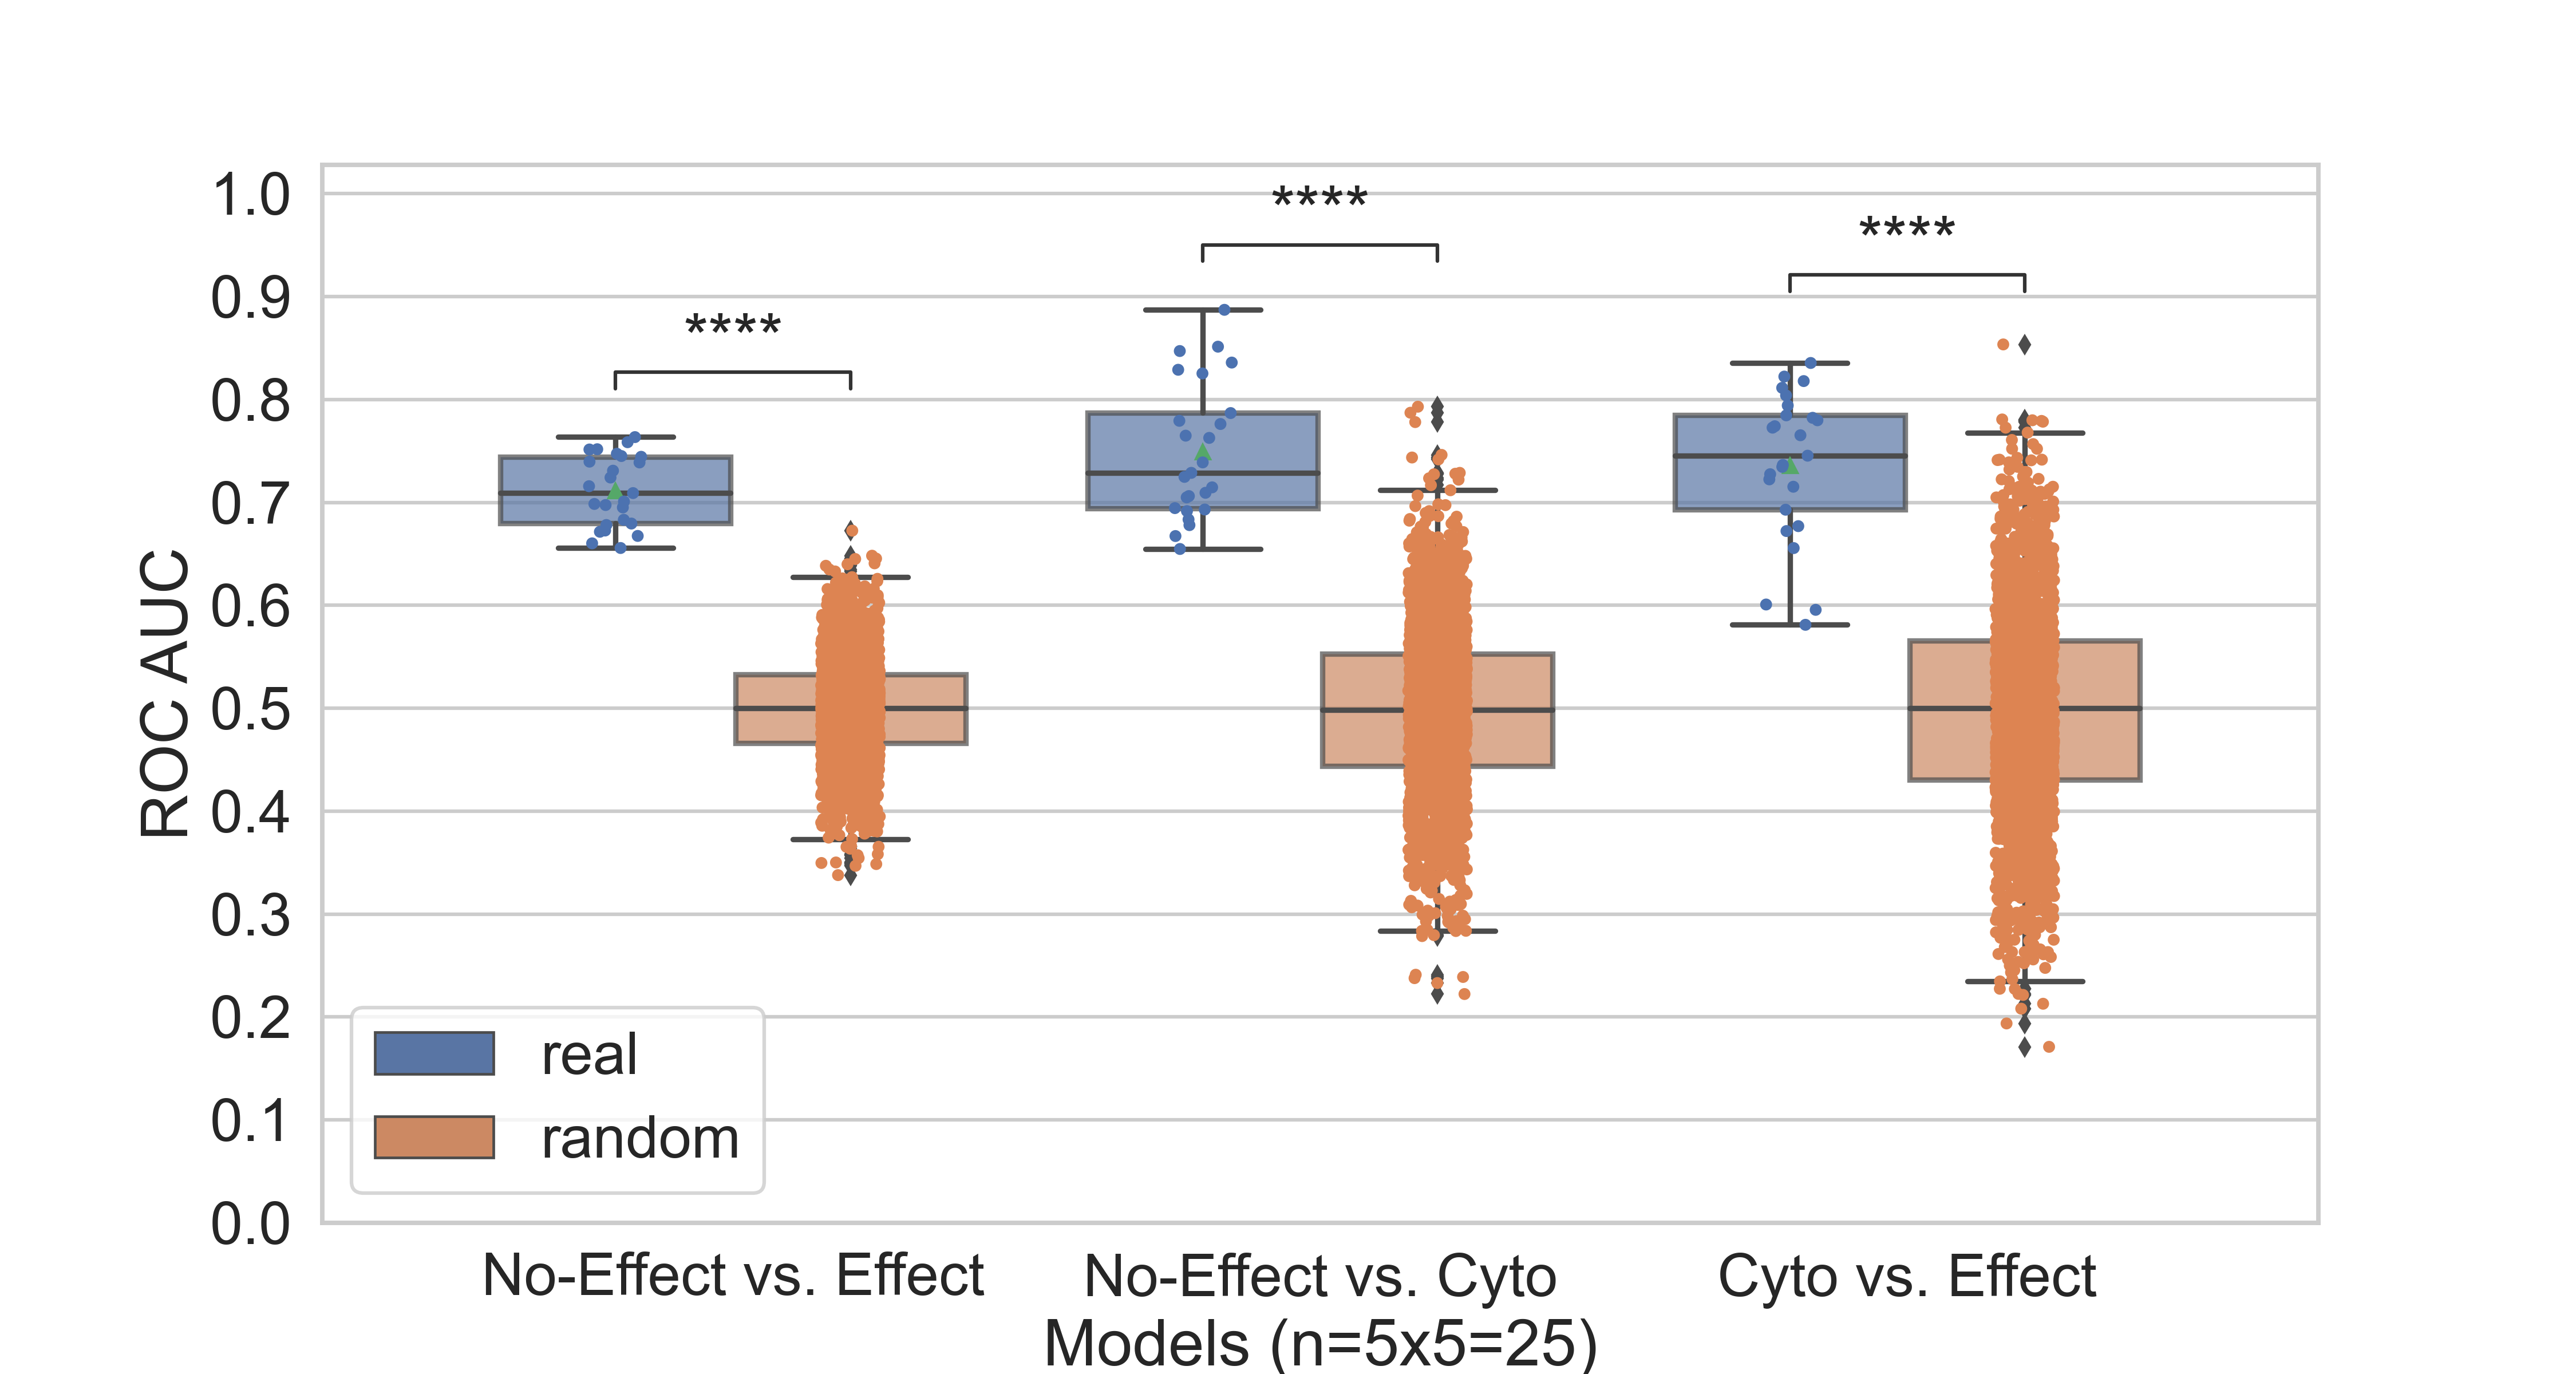 ****
****
****
1.0
0.9
0.8
0.7
0.6
0.5
0.4
0.3
0.2
0.1
0.0
ROC AUC
real
random
No-Effect vs. Effect
No-Effect vs. Cyto
Cyto vs. Effect
Models (n=5x5=25)